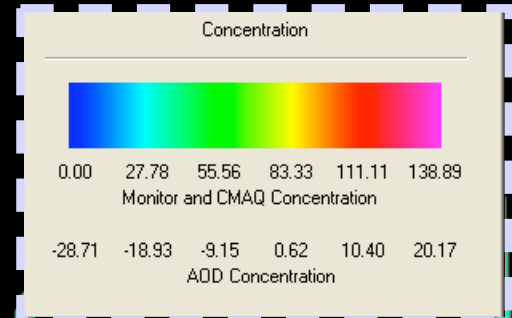 Concentration
0.00 27.78 55.56 83.33 111.11 138.89
Monitor and CMAQ Concentration
-28.71 -18.93 -9.15 0.62 10.40 20.17
AOD Concentration